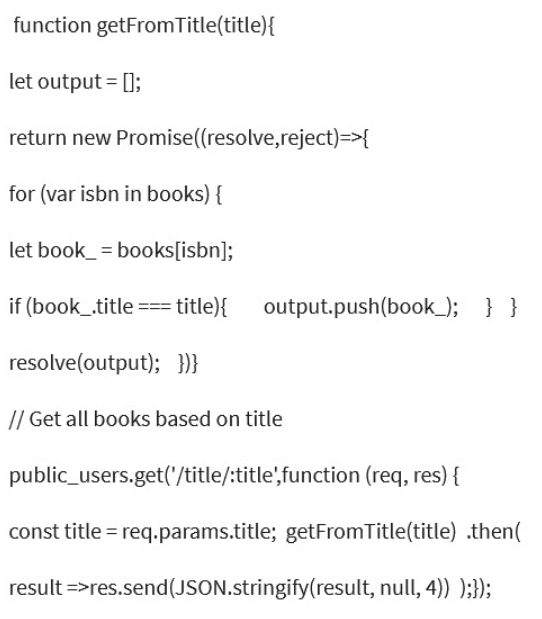 function getFromTitle(title){
let output = [];
return new Promise((resolve,reject)=>{
for (var isbn in books) {
let book_ = books[isbn];
if (book_.title === title){ output.push(book_); } }
resolve(output); })}
// Get all books based on title
public_users.get('/title/:title',function (req, res) {
const title = req.params.title; getFromTitle(title) .then(
result =>res.send(JSON.stringify(result, null, 4)) );});